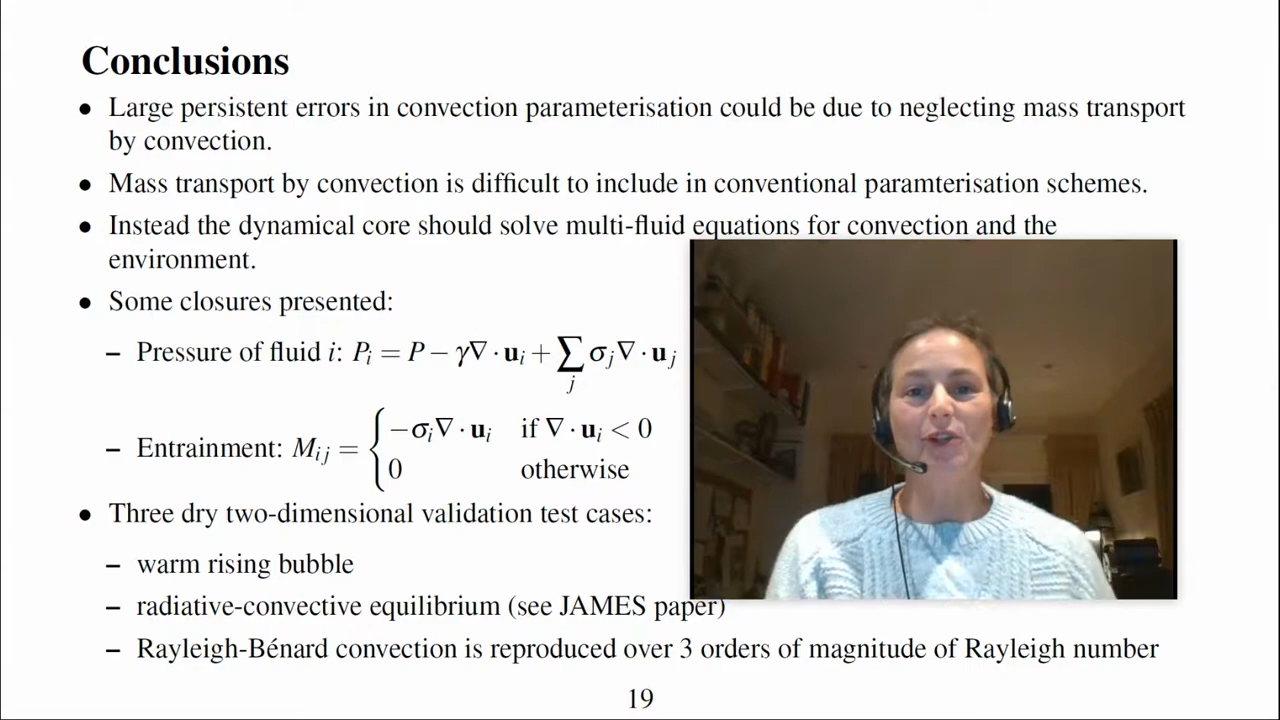 Conclusions
• Large persistent errors in convection parameterisation could be due to neglecting mass transport
by convection.
• Mass transport by convection is difficult to include in conventional paramterisation schemes.
• Instead the dynamical core should solve multi-fluid equations for convection and the
environment.
• Some closures presented:
– Pressure of fluid i: P_i = P − γ∇·u_i + ∑_j σ_j∇·u_j
– Entrainment: M_ij = { −σ_i∇·u_i if ∇·u_i < 0
0 otherwise
• Three dry two-dimensional validation test cases:
– warm rising bubble
– radiative-convective equilibrium (see JAMES paper)
– Rayleigh-Bénard convection is reproduced over 3 orders of magnitude of Rayleigh number
19